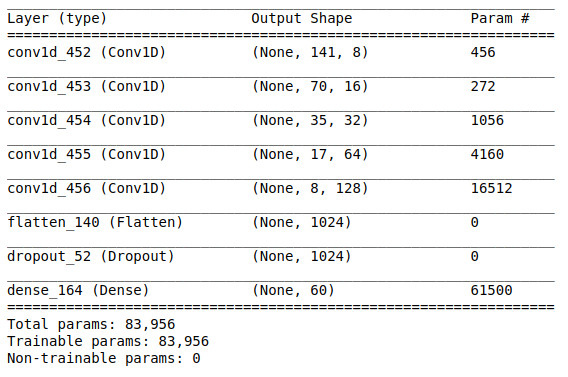 Layer (type) Output Shape Param #
conv1d_452 (Conv1D) (None, 141, 8) 456
conv1d_453 (Conv1D) (None, 70, 16) 272
conv1d_454 (Conv1D) (None, 35, 32) 1056
conv1d_455 (Conv1D) (None, 17, 64) 4160
conv1d_456 (Conv1D) (None, 8, 128) 16512
flatten_140 (Flatten) (None, 1024) 0
dropout_52 (Dropout) (None, 1024) 0
dense_164 (Dense) (None, 60) 61500
Total params: 83,956
Trainable params: 83,956
Non-trainable params: 0